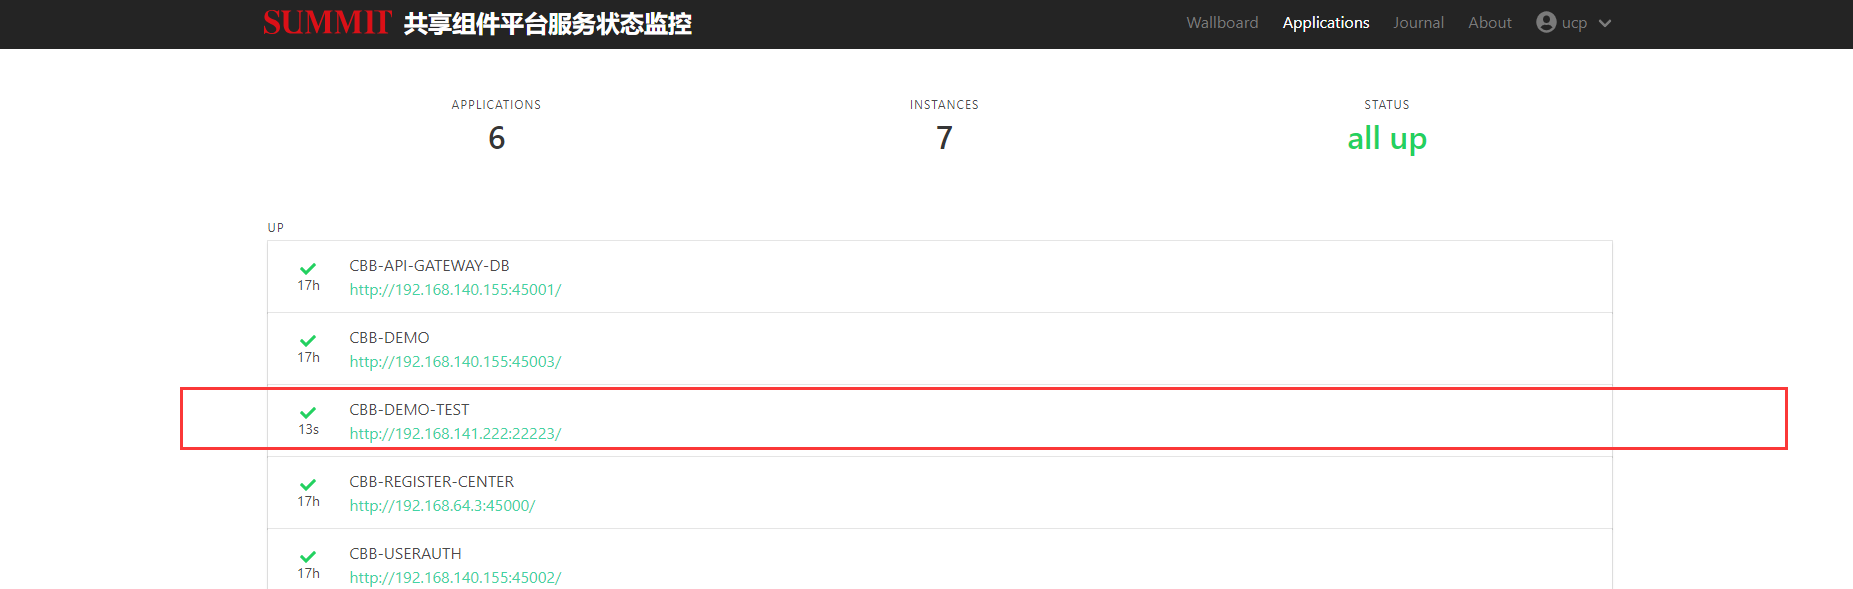 SUMMIT 共享组件平台服务状态监控
Wallboard Applications Journal About ucp
APPLICATIONS
6
INSTANCES
7
STATUS
all up
UP
CBB-API-GATEWAY-DB
17h
http://192.168.140.155:45001/
CBB-DEMO
17h
http://192.168.140.155:45003/
CBB-DEMO-TEST
13s
http://192.168.141.222:22223/
CBB-REGISTER-CENTER
17h
http://192.168.64.3:45000/
CBB-USERAUTH
17h
http://192.168.140.155:45002/